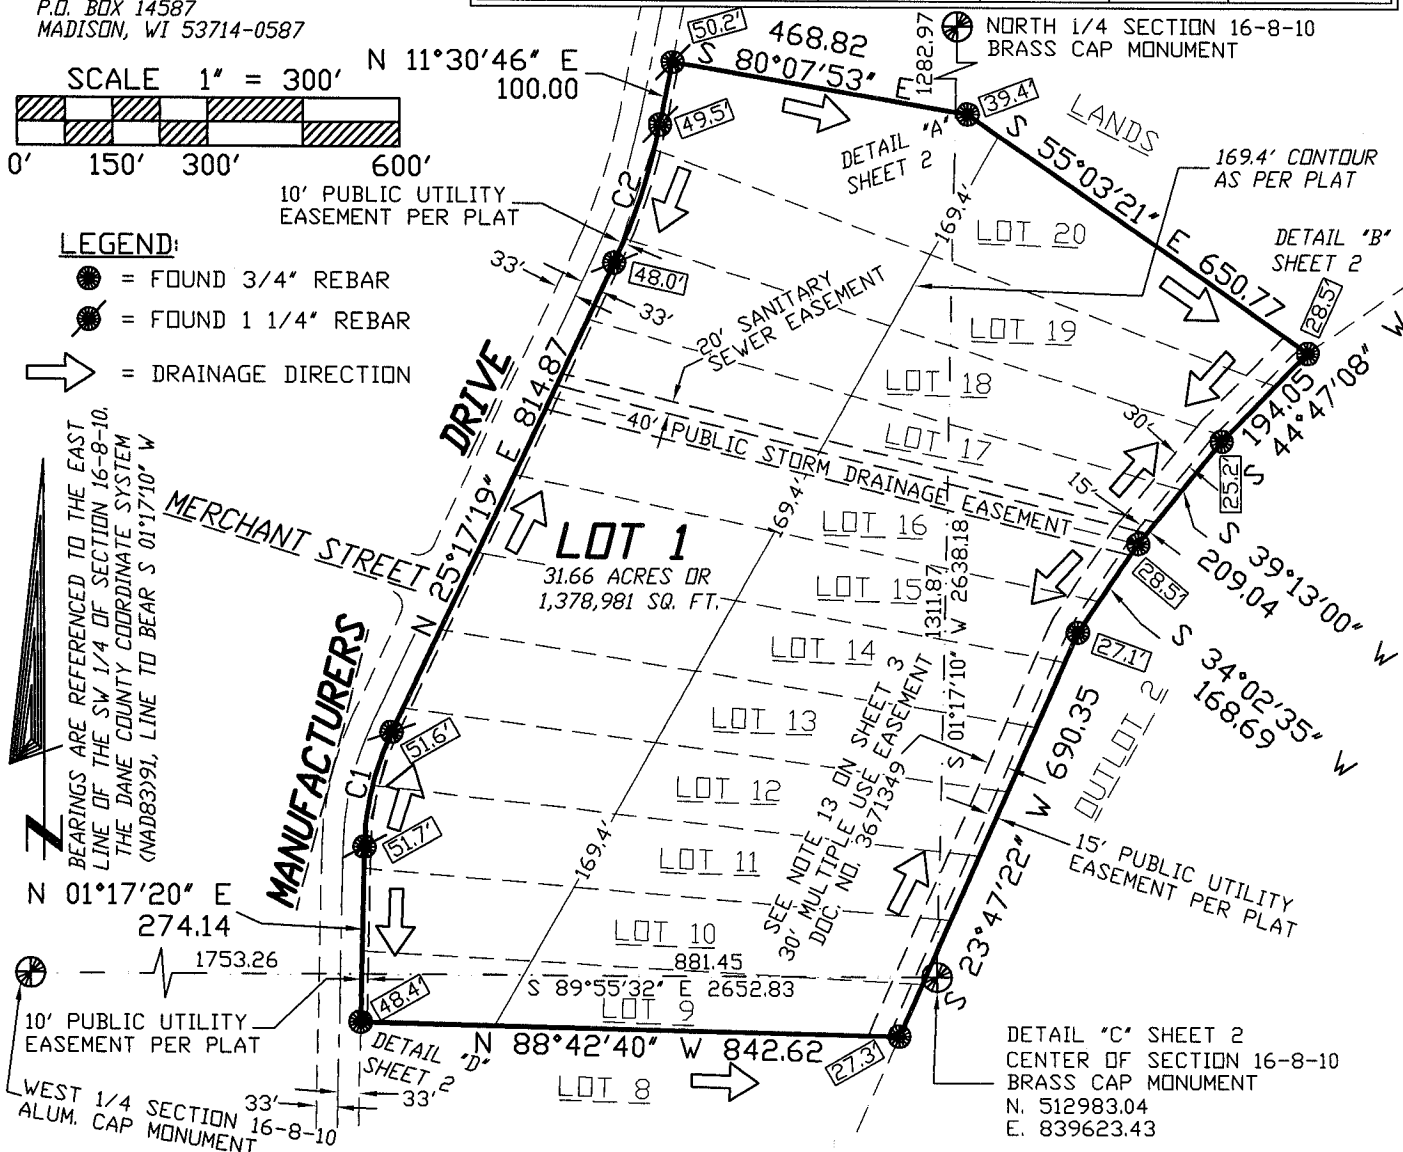 P.O. BOX 14587
MADISON, WI 53714-0587
SCALE 1" = 300'
0' 150' 300' 600'
N 11°30'46" E
100.00
50.2'
468.82
S 80°07'53" E
1282.97
NORTH 1/4 SECTION 16-8-10
BRASS CAP MONUMENT
49.5'
39.4'
DETAIL "A"
SHEET 2
LANDS
S 55°03'21" E 650.77
169.4' CONTOUR
AS PER PLAT
10' PUBLIC UTILITY
EASEMENT PER PLAT
C2
169.4'
LOT 20
DETAIL "B"
SHEET 2
28.5'
LEGEND:
= FOUND 3/4" REBAR
= FOUND 1 1/4" REBAR
= DRAINAGE DIRECTION
33'
48.0'
33'
20' SANITARY
SEWER EASEMENT
LOT 19
LOT 18
LOT 17
194.05
S 44°47'08" W
30'
25.2'
15'
40' PUBLIC STORM DRAINAGE EASEMENT
MANUFACTURERS DRIVE
N 25°17'19" E 814.87
MERCHANT STREET
BEARINGS ARE REFERENCED TO THE EAST
LINE OF THE SW 1/4 OF SECTION 16-8-10.
THE DANE COUNTY COORDINATE SYSTEM
(NAD83)91, LINE TO BEAR S 01°17'10" W
N
169.4'
LOT 16
LOT 1
31.66 ACRES OR
1,378,981 SQ. FT.
LOT 15
1311.87
S 01°17'10" W 2638.18
S 39°13'00" W
209.04
28.5'
LOT 14
27.1'
S 34°02'35" W
168.69
LOT 13
SEE NOTE 13 ON SHEET 3
30' MULTIPLE USE EASEMENT
DOC. NO. 3671349
OUTLOT 2
51.6'
C1
LOT 12
S 23°47'22" W 690.35
51.7'
169.4'
LOT 11
15' PUBLIC UTILITY
EASEMENT PER PLAT
N 01°17'20" E
274.14
LOT 10
1753.26
881.45
S 89°55'32" E 2652.83
LOT 9
48.4'
10' PUBLIC UTILITY
EASEMENT PER PLAT
DETAIL "D"
SHEET 2
N 88°42'40" W 842.62
27.3'
LOT 8
DETAIL "C" SHEET 2
CENTER OF SECTION 16-8-10
BRASS CAP MONUMENT
N. 512983.04
E. 839623.43
WEST 1/4 SECTION 16-8-10
ALUM. CAP MONUMENT
33'
33'